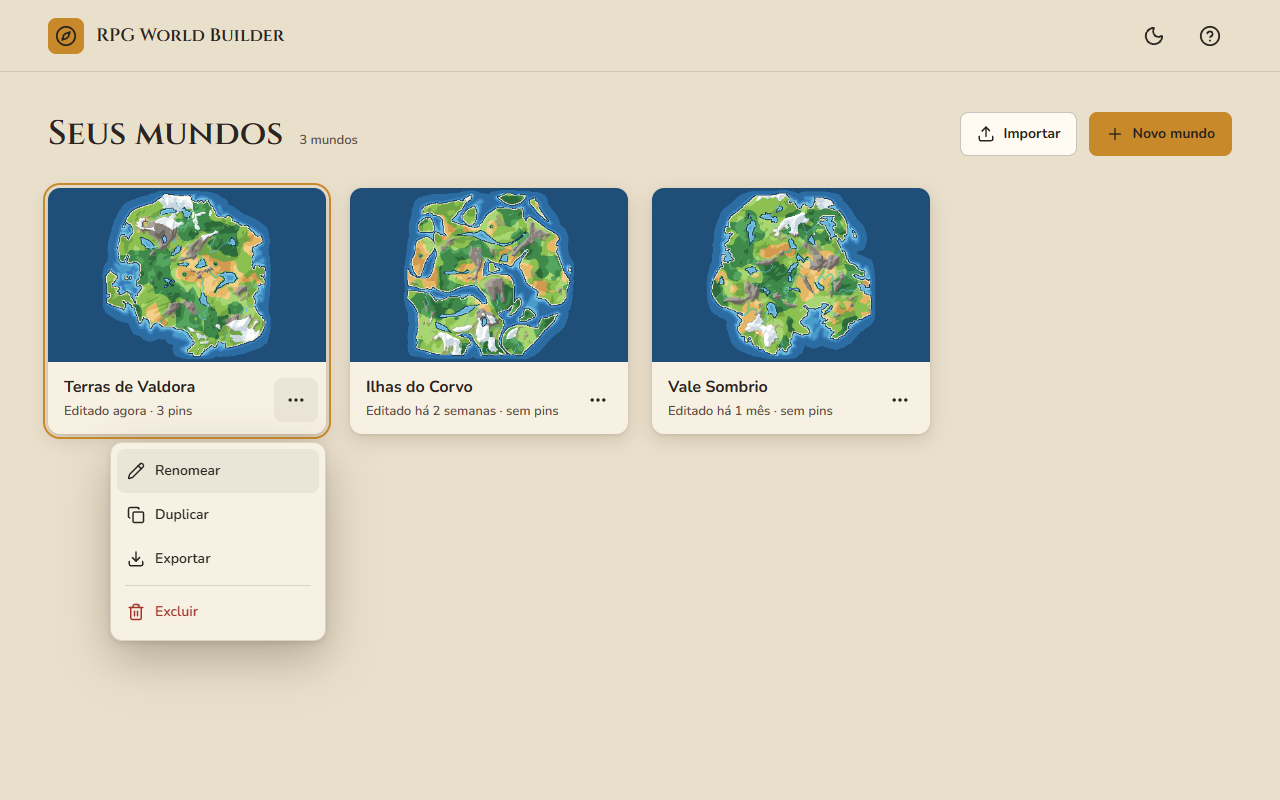 RPG World Builder
Seus mundos
3 mundos
Importar
Novo mundo
Terras de Valdora
Editado agora · 3 pins
Ilhas do Corvo
Editado há 2 semanas · sem pins
Vale Sombrio
Editado há 1 mês · sem pins
Renomear
Duplicar
Exportar
Excluir